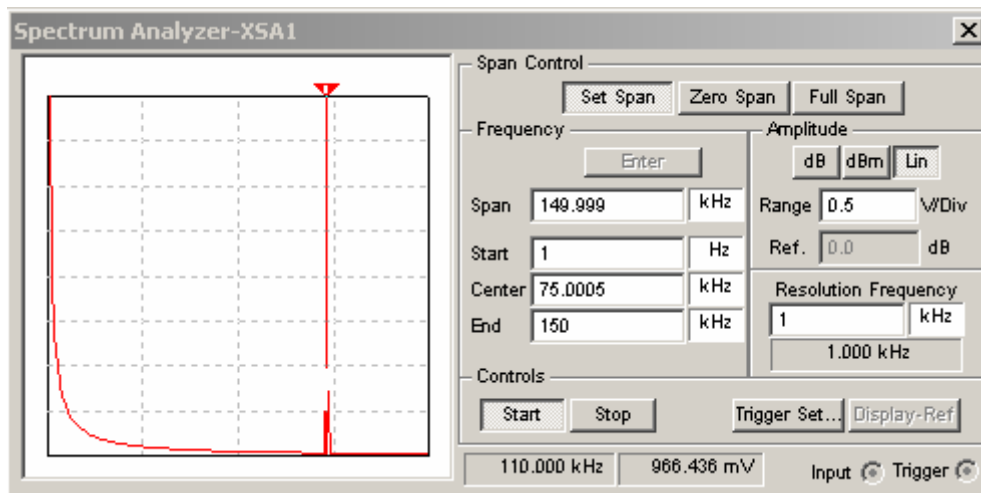 Spectrum Analyzer-XSA1
Span Control
Set Span Zero Span Full Span
Frequency
Enter
Span 149.999 kHz
Start 1 Hz
Center 75.0005 kHz
End 150 kHz
Amplitude
dB dBm Lin
Range 0.5 V/Div
Ref. 0.0 dB
Resolution Frequency
1 kHz
1.000 kHz
Controls
Start Stop Trigger Set... Display-Ref
110.000 kHz 966.436 mV Input Trigger